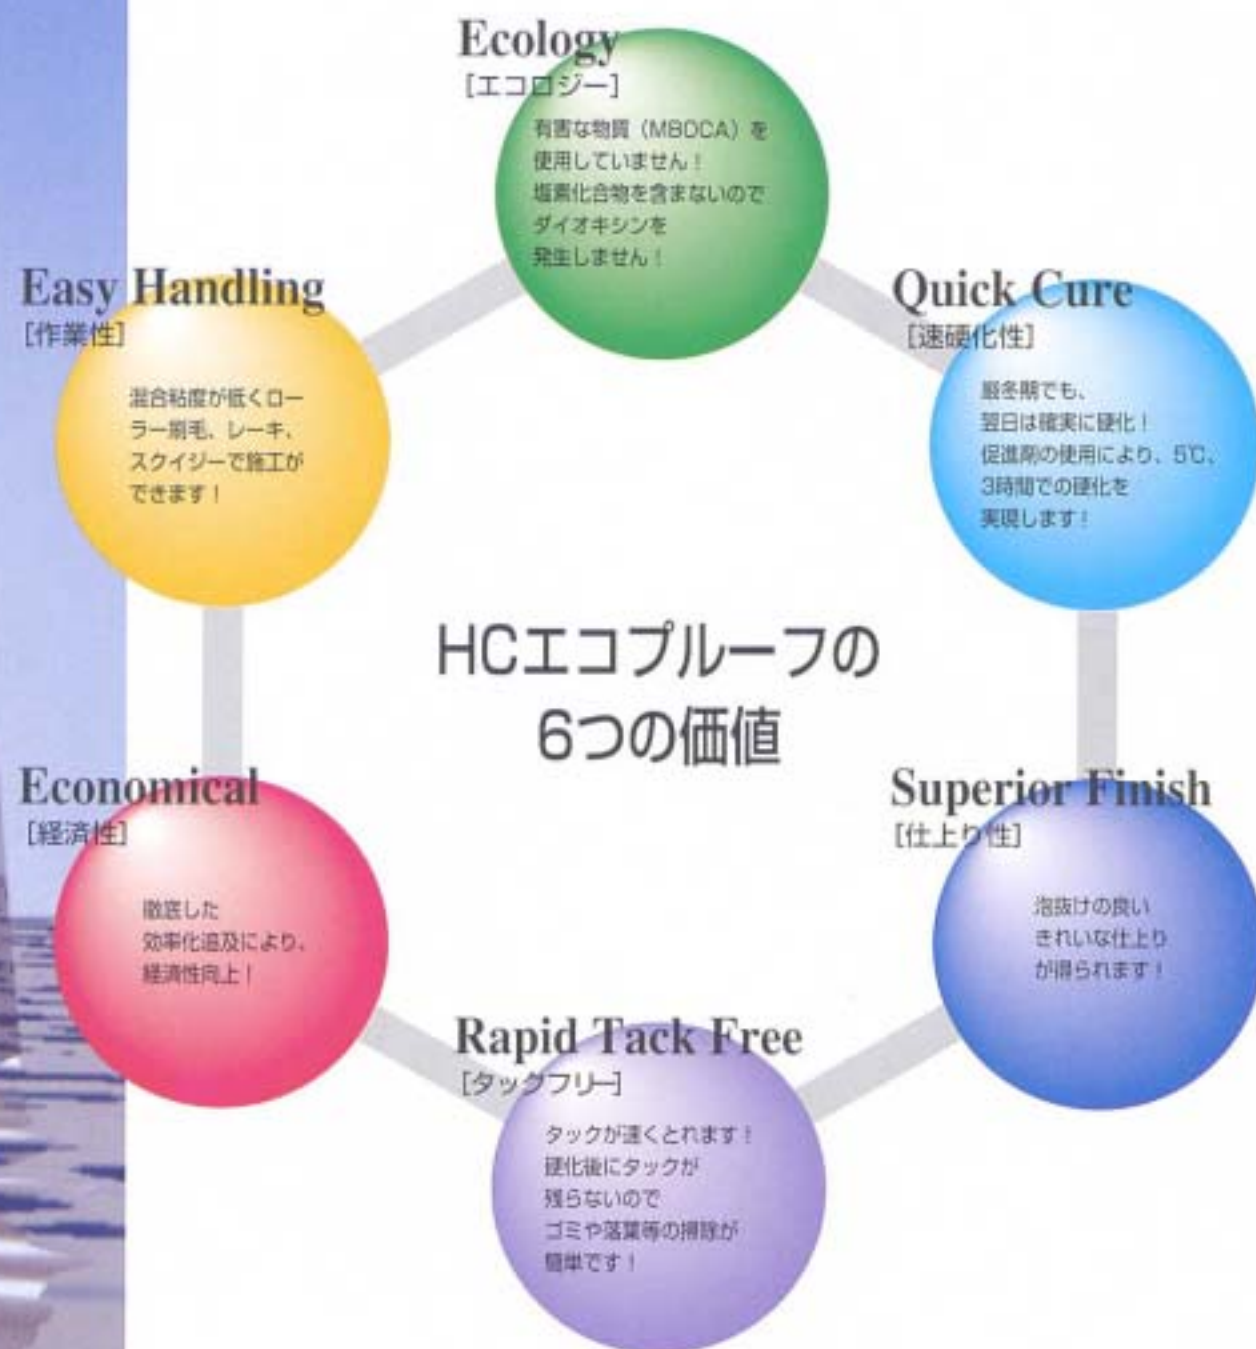 Ecology
[エコロジー]
有害な物質（MBOCA）を
使用していません！
塩素化合物を含まないので
ダイオキシンを
発生しません！
Easy Handling
[作業性]
混合粘度が低くロー
ラー刷毛、レーキ、
スクイジーで施工が
できます！
Quick Cure
[速硬化性]
厳冬期でも、
翌日は確実に硬化！
促進剤の使用により、5℃、
3時間での硬化を
実現します！
HCエコプルーフの
6つの価値
Economical
[経済性]
徹底した
効率化追及により、
経済性向上！
Superior Finish
[仕上り性]
泡抜けの良い
きれいな仕上り
が得られます！
Rapid Tack Free
[タックフリー]
タックが速くとれます！
硬化後にタックが
残らないので
ゴミや落葉等の掃除が
簡単です！